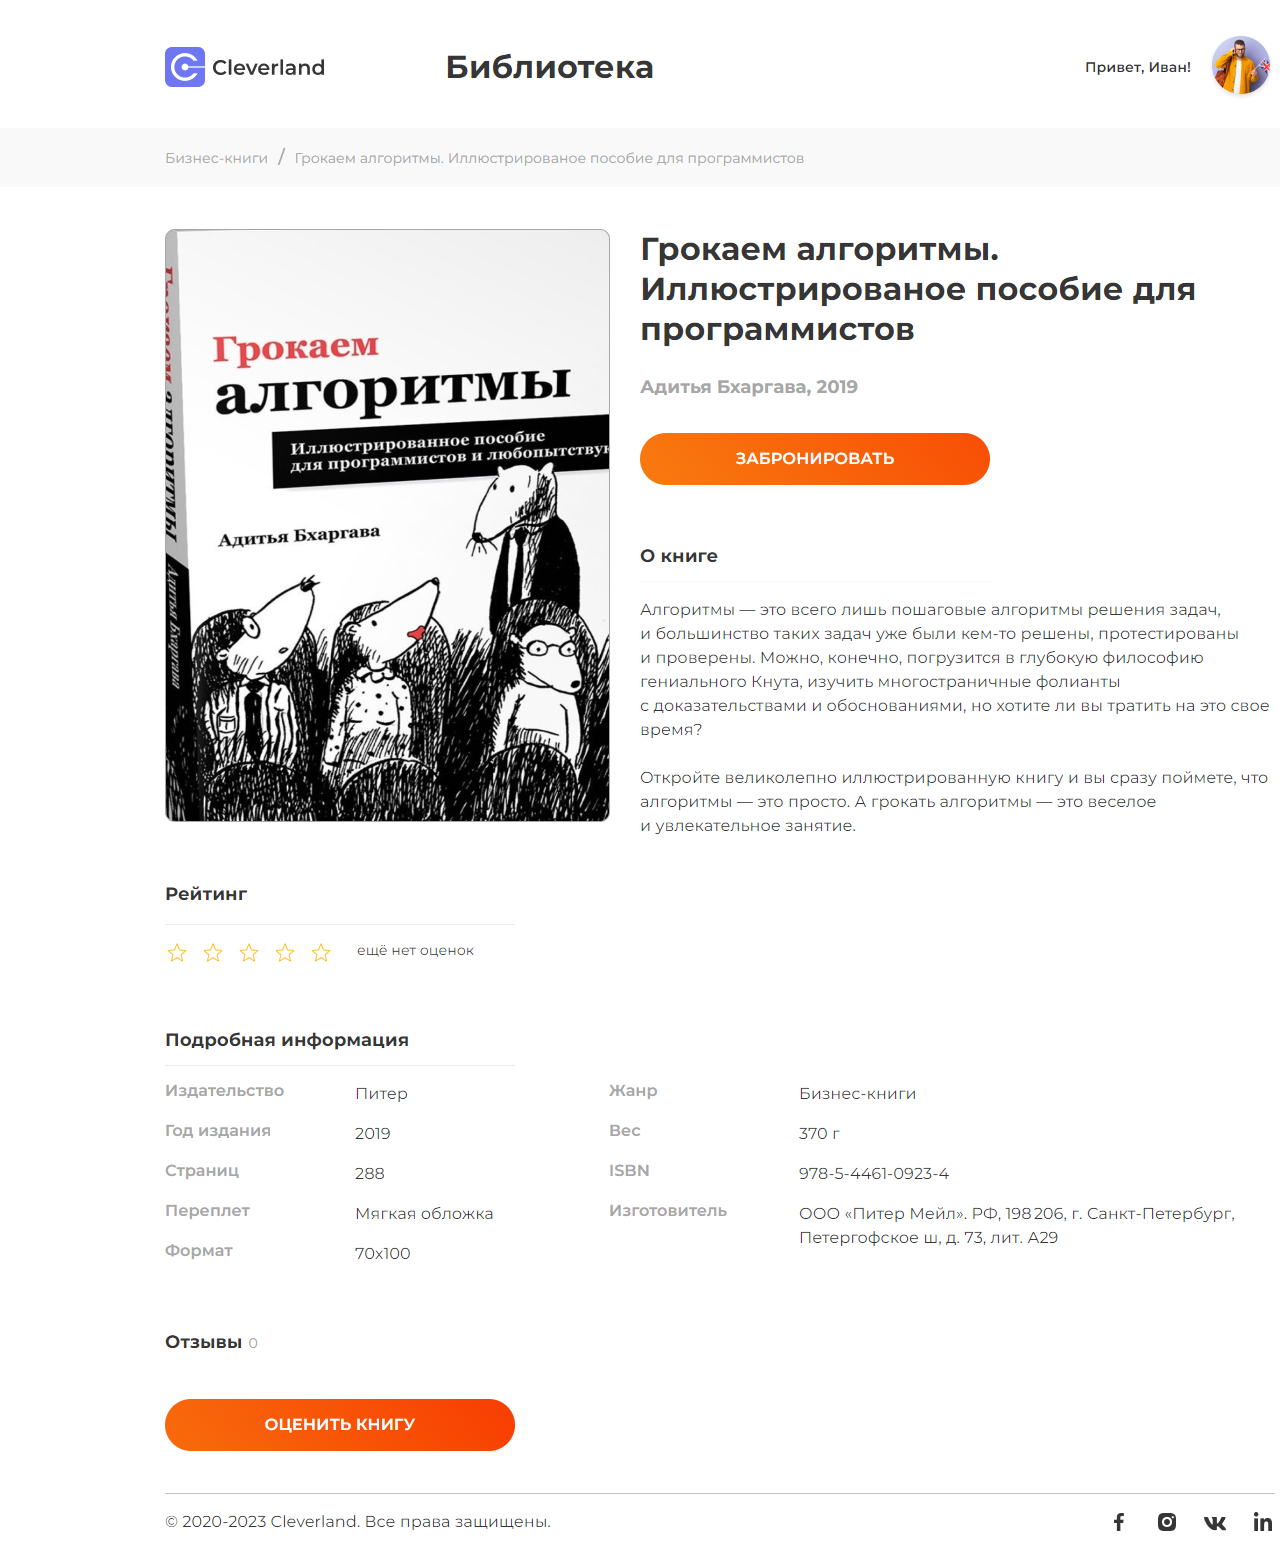 Cleverland
Библиотека
Привет, Иван!
Бизнес-книги / Грокаем алгоритмы. Иллюстрированое пособие для программистов
Грокаем
алгоритмы
Иллюстрированное пособие
для программистов и любопытствую
Адитья Бхаргава
Грокаем алгоритмы
Адитья Бхаргава
Грокаем алгоритмы.
Иллюстрированое пособие для
программистов
Адитья Бхаргава, 2019
ЗАБРОНИРОВАТЬ
О книге
Алгоритмы — это всего лишь пошаговые алгоритмы решения задач,
и большинство таких задач уже были кем-то решены, протестированы
и проверены. Можно, конечно, погрузится в глубокую философию
гениального Кнута, изучить многостраничные фолианты
с доказательствами и обоснованиями, но хотите ли вы тратить на это свое
время?
Откройте великолепно иллюстрированную книгу и вы сразу поймете, что
алгоритмы — это просто. А грокать алгоритмы — это веселое
и увлекательное занятие.
Рейтинг
ещё нет оценок
Подробная информация
Издательство Питер
Год издания 2019
Страниц 288
Переплет Мягкая обложка
Формат 70х100
Жанр Бизнес-книги
Вес 370 г
ISBN 978-5-4461-0923-4
Изготовитель ООО «Питер Мейл». РФ, 198 206, г. Санкт-Петербург,
Петергофское ш, д. 73, лит. А29
Отзывы 0
ОЦЕНИТЬ КНИГУ
© 2020-2023 Cleverland. Все права защищены.